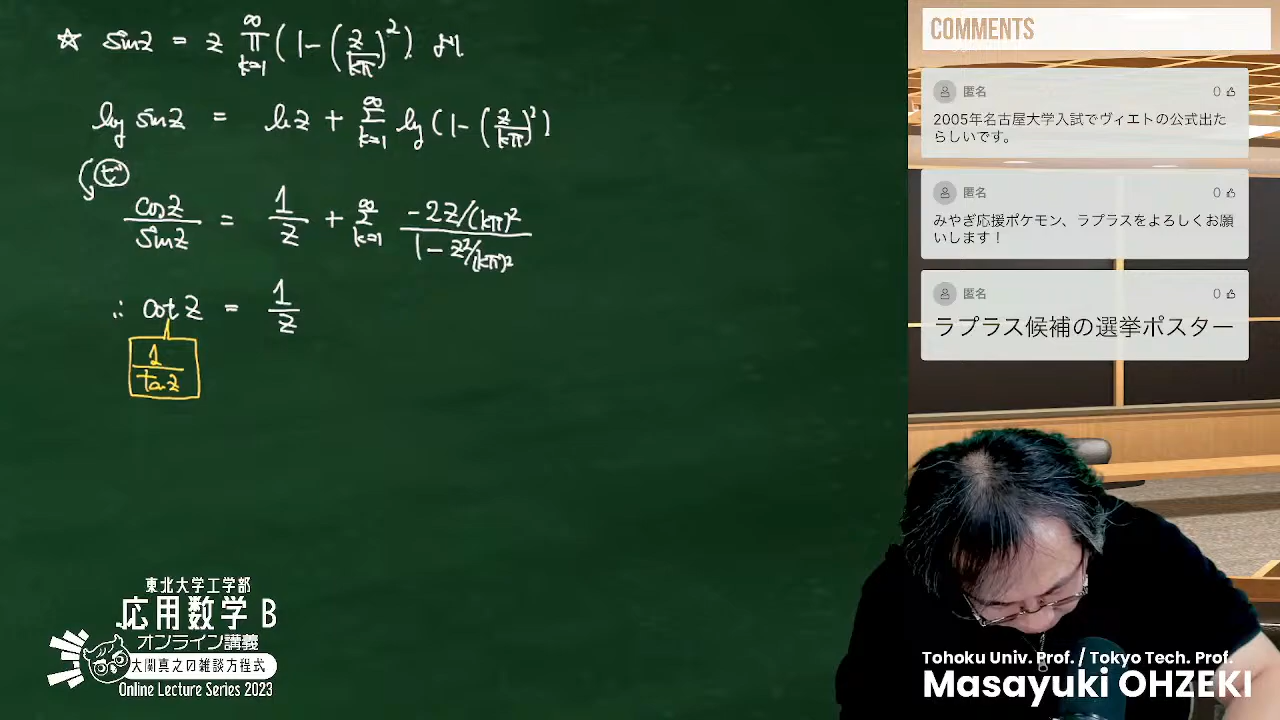 ☆ sin z = z ∞ π k=1 (1 - (z/kπ)²) より
log sin z = log z + ∞ Σ k=1 log (1 - (z/kπ)²)
cos z / sin z = 1/z + ∞ Σ k=1 -2z/(kπ)² / 1 - z²/(kπ)²
∴ cot z = 1/z
1/tan z
東北大学工学部
応用数学 B
オンライン講義
大関真之の雑談方程式
Online Lecture Series 2023
COMMENTS
匿名 0
2005年名古屋大学入試でヴィエトの公式出た
らしいです。
匿名 0
みやぎ応援ポケモン、ラプラスをよろしくお願
いします！
匿名 0
ラプラス候補の選挙ポスター
Tohoku Univ. Prof. / Tokyo Tech. Prof.
Masayuki OHZEKI